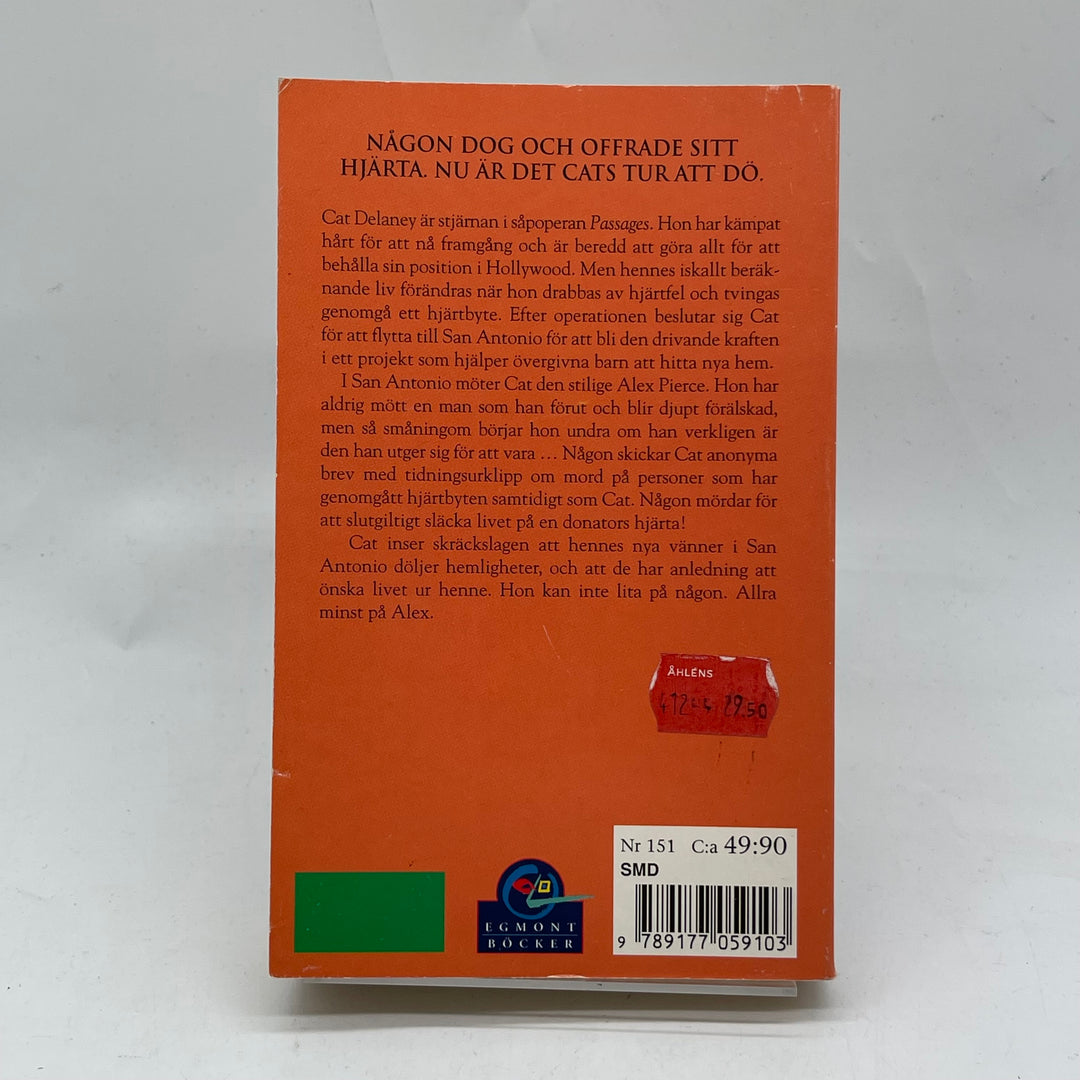 NÅGON DOG OCH OFFRADE SITT
HJÄRTA. NU ÄR DET CATS TUR ATT DÖ.
Cat Delaney är stjärnan i såpoperan Passages. Hon har kämpat
hårt för att nå framgång och är beredd att göra allt för att
behålla sin position i Hollywood. Men hennes iskallt beräk-
nande liv förändras när hon drabbas av hjärtfel och tvingas
genomgå ett hjärtbyte. Efter operationen beslutar sig Cat
för att flytta till San Antonio för att bli den drivande kraften
i ett projekt som hjälper övergivna barn att hitta nya hem.
I San Antonio möter Cat den stilige Alex Pierce. Hon har
aldrig mött en man som han förut och blir djupt förälskad,
men så småningom börjar hon undra om han verkligen är
den han utger sig för att vara ... Någon skickar Cat anonyma
brev med tidningsurklipp om mord på personer som har
genomgått hjärtbyten samtidigt som Cat. Någon mördar för
att slutgiltigt släcka livet på en donators hjärta!
Cat inser skräckslagen att hennes nya vänner i San
Antonio döljer hemligheter, och att de har anledning att
önska livet ur henne. Hon kan inte lita på någon. Allra
minst på Alex.
ÅHLÉNS
29.50
Nr 151 C:a 49:90
SMD
9 789177 059103
EGMONT
BÖCKER